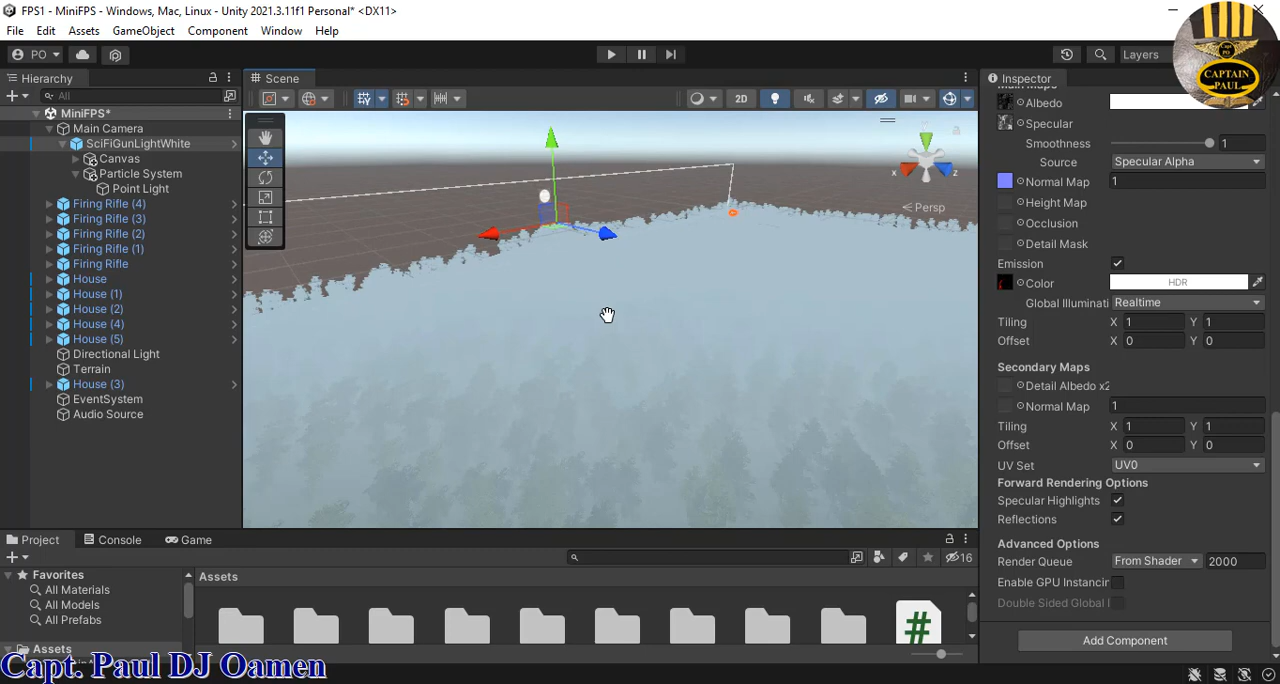 FPS1 - MiniFPS - Windows, Mac, Linux - Unity 2021.3.11f1 Personal* <DX11>
File Edit Assets GameObject Component Window Help
PO
Layers
CAPTAIN
PAUL
Hierarchy
All
MiniFPS*
Main Camera
SciFiGunLightWhite
Canvas
Particle System
Point Light
Firing Rifle (4)
Firing Rifle (3)
Firing Rifle (2)
Firing Rifle (1)
Firing Rifle
House
House (1)
House (2)
House (4)
House (5)
Directional Light
Terrain
House (3)
EventSystem
Audio Source
Scene
2D
x
z
Persp
Inspector
Main Maps
Albedo
Specular
Smoothness 1
Source Specular Alpha
Normal Map 1
Height Map
Occlusion
Detail Mask
Emission
Color HDR
Global Illuminati Realtime
Tiling X 1 Y 1
Offset X 0 Y 0
Secondary Maps
Detail Albedo x2
Normal Map 1
Tiling X 1 Y 1
Offset X 0 Y 0
UV Set UV0
Forward Rendering Options
Specular Highlights
Reflections
Advanced Options
Render Queue From Shader 2000
Enable GPU Instancin
Double Sided Global I
Add Component
Project Console Game
16
Favorites
All Materials
All Models
All Prefabs
Assets
Assets
#
Capt. Paul DJ Oamen